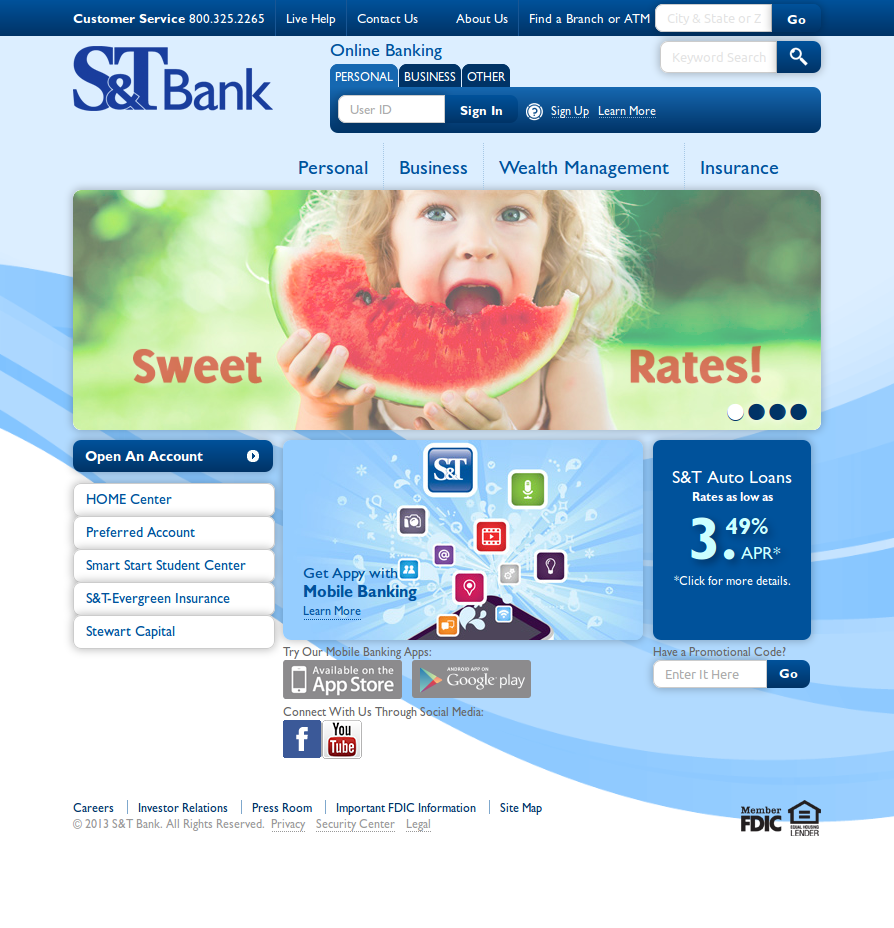 Customer Service 800.325.2265
Live Help
Contact Us
About Us
Find a Branch or ATM
City & State or Z
Go
S&T Bank
Online Banking
PERSONAL
BUSINESS
OTHER
Keyword Search
User ID
Sign In
?
Sign Up
Learn More
Personal
Business
Wealth Management
Insurance
Sweet Rates!
Open An Account
HOME Center
Preferred Account
Smart Start Student Center
S&T-Evergreen Insurance
Stewart Capital
S&T
@
Get Appy with
Mobile Banking
Learn More
S&T Auto Loans
Rates as low as
3.49% APR*
*Click for more details.
Try Our Mobile Banking Apps:
Available on the
App Store
ANDROID APP ON
Google play
Have a Promotional Code?
Enter It Here
Go
Connect With Us Through Social Media:
f
You
Tube
Careers
Investor Relations
Press Room
Important FDIC Information
Site Map
© 2013 S&T Bank. All Rights Reserved.
Privacy
Security Center
Legal
Member
FDIC
EQUAL HOUSING
LENDER